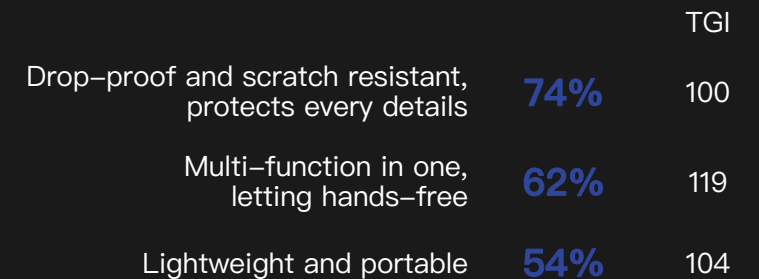 TGI
Drop-proof and scratch resistant,
protects every details
74%
100
Multi-function in one,
letting hands-free
62%
119
Lightweight and portable
54%
104